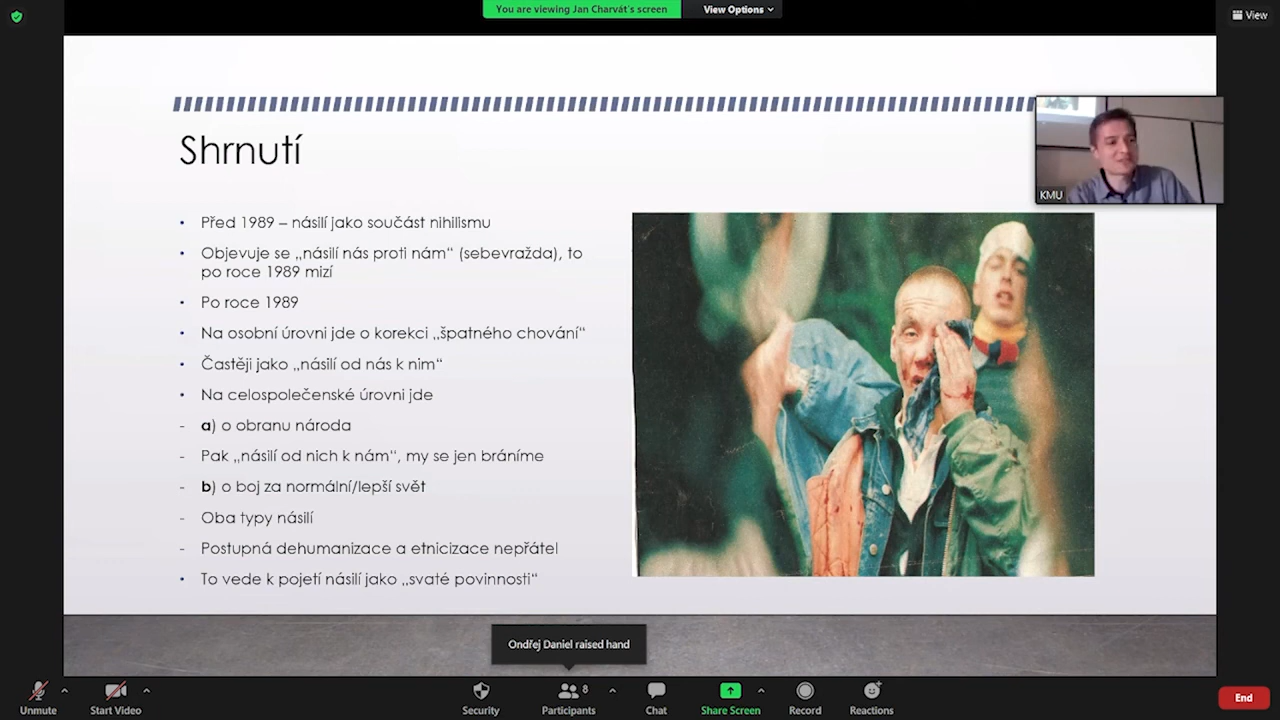 You are viewing Jan Charvát's screen
View Options
View
Shrnutí
KMU
• Před 1989 – násilí jako součást nihilismu
• Objevuje se „násilí nás proti nám“ (sebevražda), to
po roce 1989 mizí
• Po roce 1989
• Na osobní úrovni jde o korekci „špatného chování“
• Častěji jako „násilí od nás k nim“
• Na celospolečenské úrovni jde
- a) o obranu národa
- Pak „násilí od nich k nám“, my se jen bráníme
- b) o boj za normální/lepší svět
- Oba typy násilí
- Postupná dehumanizace a etnicizace nepřátel
• To vede k pojetí násilí jako „svaté povinnosti“
Ondřej Daniel raised hand
8
Unmute
Start Video
Security
Participants
Chat
Share Screen
Record
Reactions
End